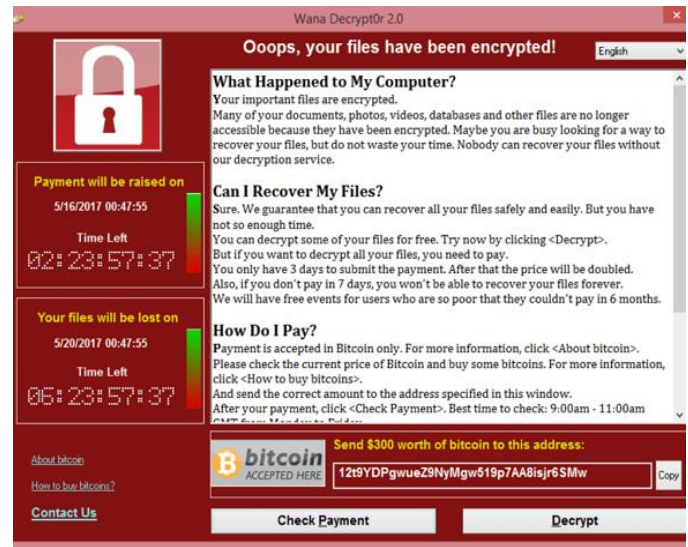 Wana Decrypt0r 2.0
Ooops, your files have been encrypted!
English
What Happened to My Computer?
Your important files are encrypted.
Many of your documents, photos, videos, databases and other files are no longer
accessible because they have been encrypted. Maybe you are busy looking for a way to
recover your files, but do not waste your time. Nobody can recover your files without
our decryption service.
Can I Recover My Files?
Sure. We guarantee that you can recover all your files safely and easily. But you have
not so enough time.
You can decrypt some of your files for free. Try now by clicking <Decrypt>.
But if you want to decrypt all your files, you need to pay.
You only have 3 days to submit the payment. After that the price will be doubled.
Also, if you don't pay in 7 days, you won't be able to recover your files forever.
We will have free events for users who are so poor that they couldn't pay in 6 months.
How Do I Pay?
Payment is accepted in Bitcoin only. For more information, click <About bitcoin>.
Please check the current price of Bitcoin and buy some bitcoins. For more information,
click <How to buy bitcoins>.
And send the correct amount to the address specified in this window.
After your payment, click <Check Payment>. Best time to check: 9:00am - 11:00am
GMT from Monday to Friday
Payment will be raised on
5/16/2017 00:47:55
Time Left
02:23:57:37
Your files will be lost on
5/20/2017 00:47:55
Time Left
06:23:57:37
About bitcoin
How to buy bitcoins?
Contact Us
bitcoin
ACCEPTED HERE
Send $300 worth of bitcoin to this address:
12t9YDPgwueZ9NyMgw519p7AA8isjr6SMw
Copy
Check Payment
Decrypt